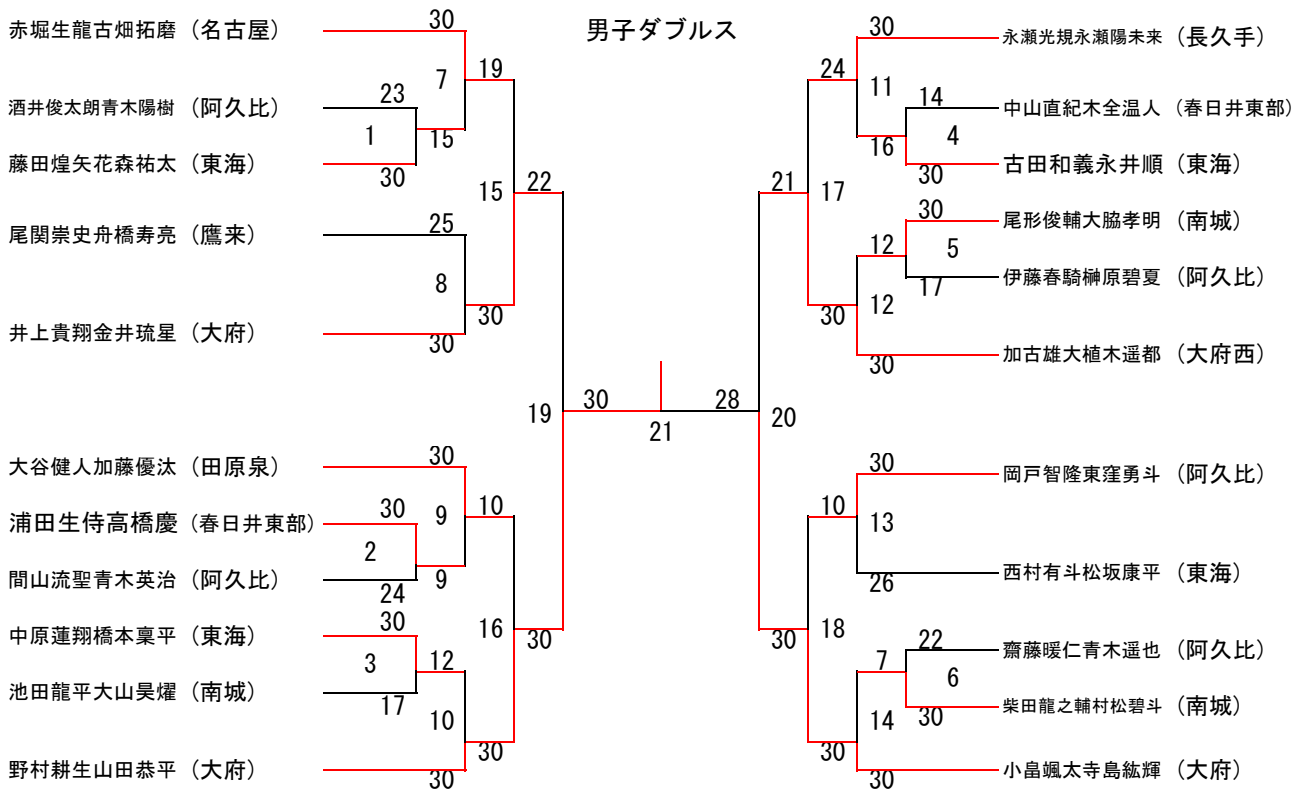 男子ダブルス
赤堀生龍古畑拓磨（名古屋）
30
7
19
酒井俊太朗青木陽樹（阿久比）
23
1
15
藤田煌矢花森祐太（東海）
30
15
22
尾関崇史舟橋寿亮（鷹来）
25
8
30
井上貴翔金井琉星（大府）
30
19
30
大谷健人加藤優汰（田原泉）
30
9
10
浦田生侍高橋慶（春日井東部）
30
2
9
間山流聖青木英治（阿久比）
24
16
30
中原蓮翔橋本稟平（東海）
30
3
12
池田龍平大山昊燿（南城）
17
10
30
野村耕生山田恭平（大府）
30
21
28
20
30
永瀬光規永瀬陽未来（長久手）
24
11
14
中山直紀木全温人（春日井東部）
4
16
30
古田和義永井順（東海）
21
17
30
尾形俊輔大脇孝明（南城）
12
5
17
伊藤春騎榊原碧夏（阿久比）
30
12
30
加古雄大植木遥都（大府西）
30
岡戸智隆東窪勇斗（阿久比）
10
13
26
西村有斗松坂康平（東海）
30
18
22
齋藤暖仁青木遥也（阿久比）
7
6
30
柴田龍之輔村松碧斗（南城）
14
30
30
小畠颯太寺島紘輝（大府）